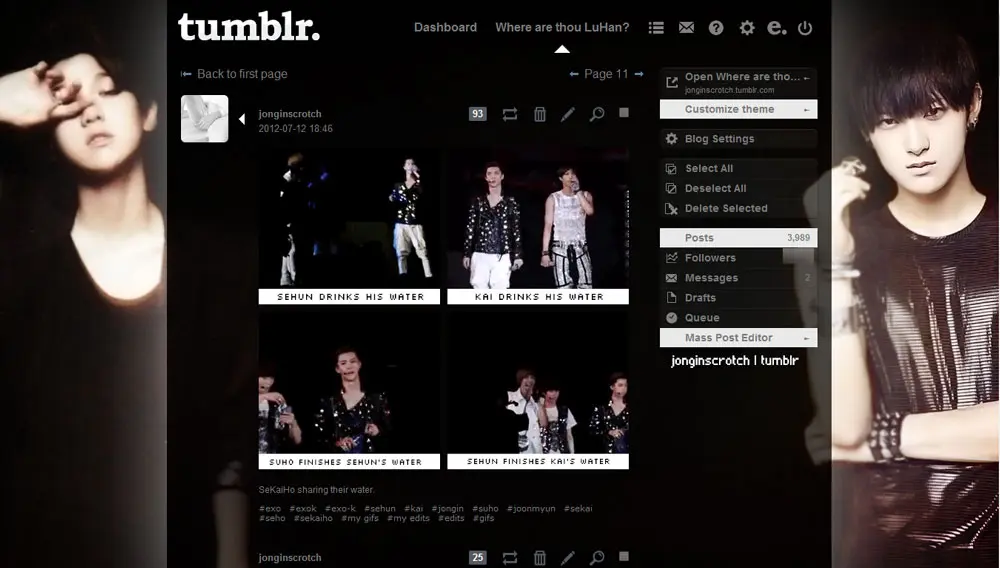 tumblr.
Dashboard
Where are thou LuHan?
Back to first page
Page 11
jonginscrotch
2012-07-12 18:46
93
SEHUN DRINKS HIS WATER
KAI DRINKS HIS WATER
SUHO FINISHES SEHUN'S WATER
SEHUN FINISHES KAI'S WATER
SeKaiHo sharing their water.
#exo #exok #exo-k #sehun #kai #jongin #suho #joonmyun #sekai
#seho #sekaiho #my gifs #my edits #edits #gifs
jonginscrotch
25
Open Where are tho...
jonginscrotch.tumblr.com
Customize theme
Blog Settings
Select All
Deselect All
Delete Selected
Posts 3,989
Followers
Messages 2
Drafts
Queue
Mass Post Editor
jonginscrotch | tumblr